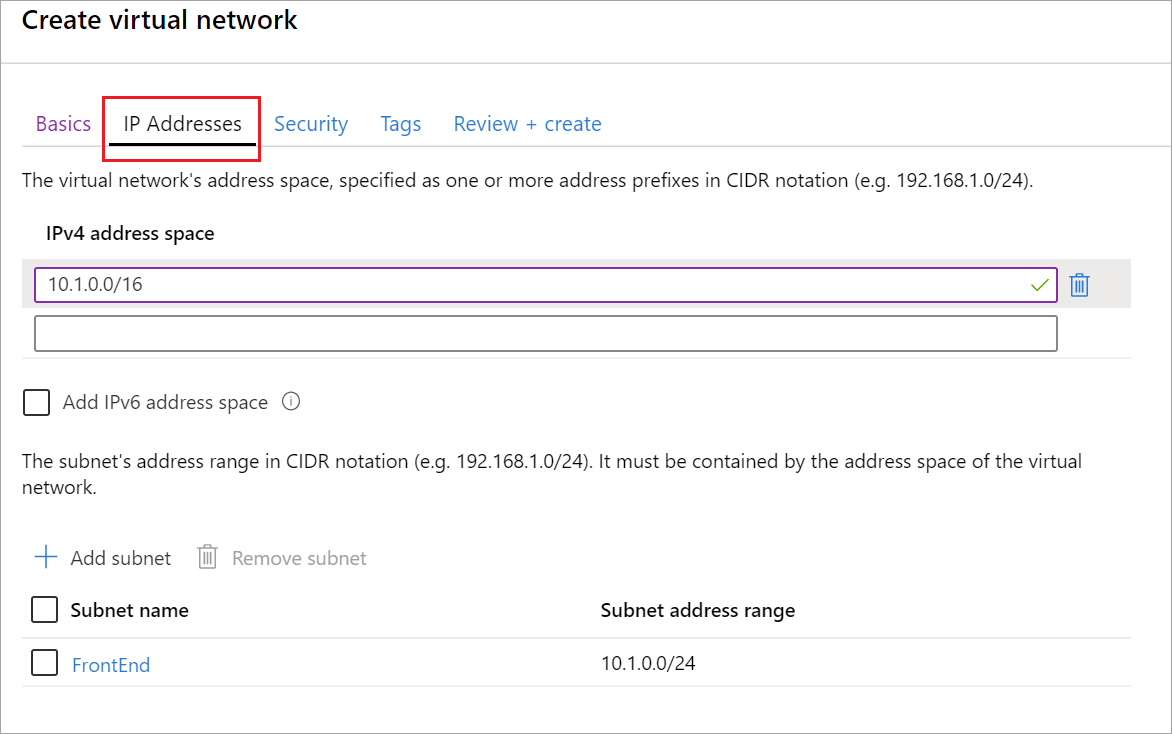 Create virtual network
Basics IP Addresses Security Tags Review + create
The virtual network's address space, specified as one or more address prefixes in CIDR notation (e.g. 192.168.1.0/24).
IPv4 address space
10.1.0.0/16
Add IPv6 address space
The subnet's address range in CIDR notation (e.g. 192.168.1.0/24). It must be contained by the address space of the virtual
network.
Add subnet Remove subnet
Subnet name Subnet address range
FrontEnd 10.1.0.0/24